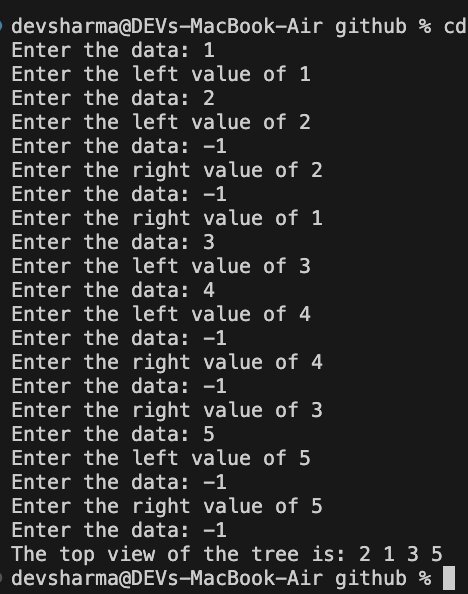 devsharma@DEVs-MacBook-Air github % cd
Enter the data: 1
Enter the left value of 1
Enter the data: 2
Enter the left value of 2
Enter the data: -1
Enter the right value of 2
Enter the data: -1
Enter the right value of 1
Enter the data: 3
Enter the left value of 3
Enter the data: 4
Enter the left value of 4
Enter the data: -1
Enter the right value of 4
Enter the data: -1
Enter the right value of 3
Enter the data: 5
Enter the left value of 5
Enter the data: -1
Enter the right value of 5
Enter the data: -1
The top view of the tree is: 2 1 3 5
devsharma@DEVs-MacBook-Air github %